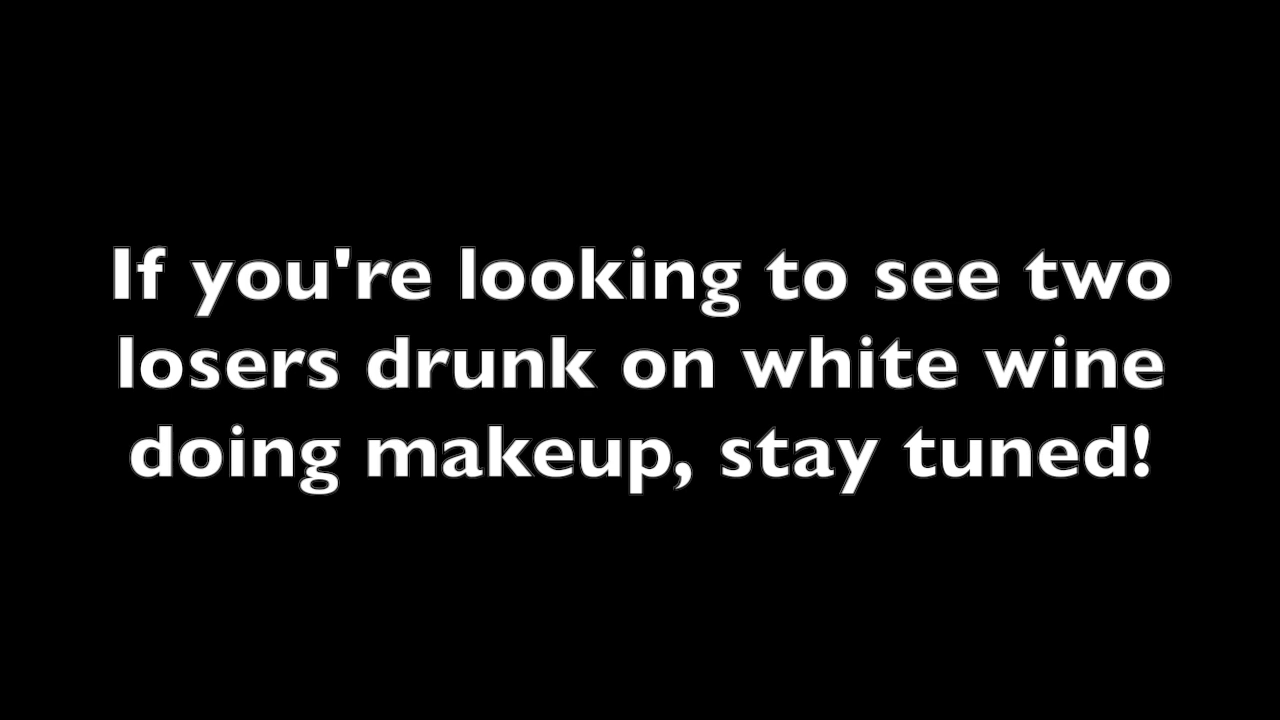 If you're looking to see two
losers drunk on white wine
doing makeup, stay tuned!